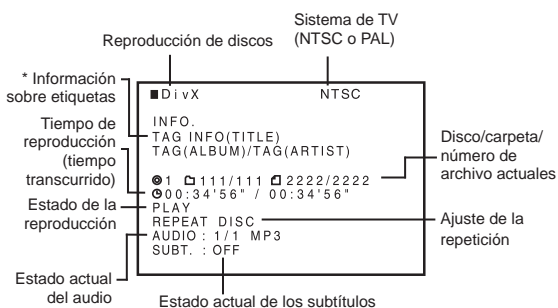 Sistema de TV
(NTSC o PAL)
Reproducción de discos
* Información
sobre etiquetas
Tiempo de
reproducción
(tiempo
transcurrido)
Estado de la
reproducción
Estado actual
del audio
DivX NTSC
INFO.
TAG INFO(TITLE)
TAG(ALBUM)/TAG(ARTIST)
1 111/111 2222/2222
00:34'56" / 00:34'56"
PLAY
REPEAT DISC
AUDIO : 1/1 MP3
SUBT. : OFF
Disco/carpeta/
número de
archivo actuales
Ajuste de la
repetición
Estado actual de los subtítulos